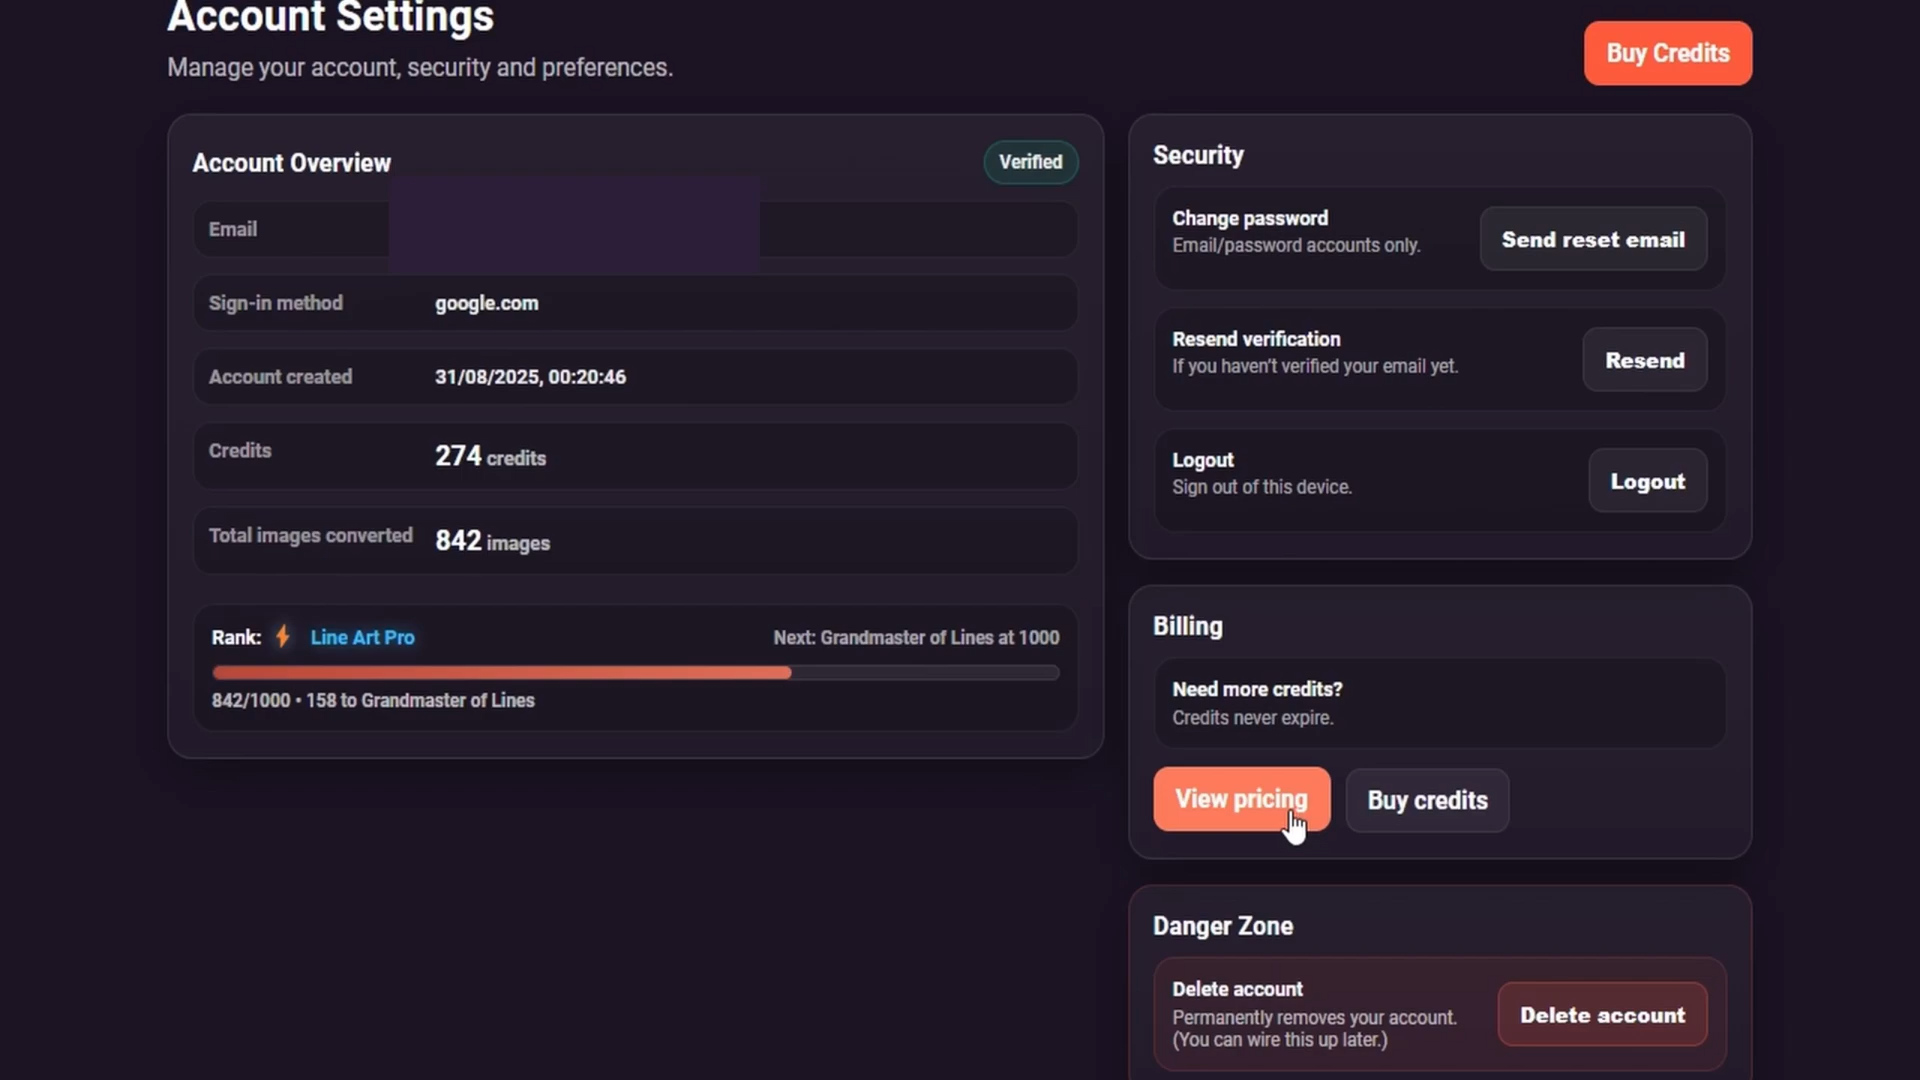 Account Settings
Manage your account, security and preferences.
Buy Credits
Account Overview
Verified
Email
Sign-in method google.com
Account created 31/08/2025, 00:20:46
Credits 274 credits
Total images converted 842 images
Rank: Line Art Pro Next: Grandmaster of Lines at 1000
842/1000 • 158 to Grandmaster of Lines
Security
Change password
Email/password accounts only.
Send reset email
Resend verification
If you haven't verified your email yet.
Resend
Logout
Sign out of this device.
Logout
Billing
Need more credits?
Credits never expire.
View pricing
Buy credits
Danger Zone
Delete account
Permanently removes your account.
(You can wire this up later.)
Delete account